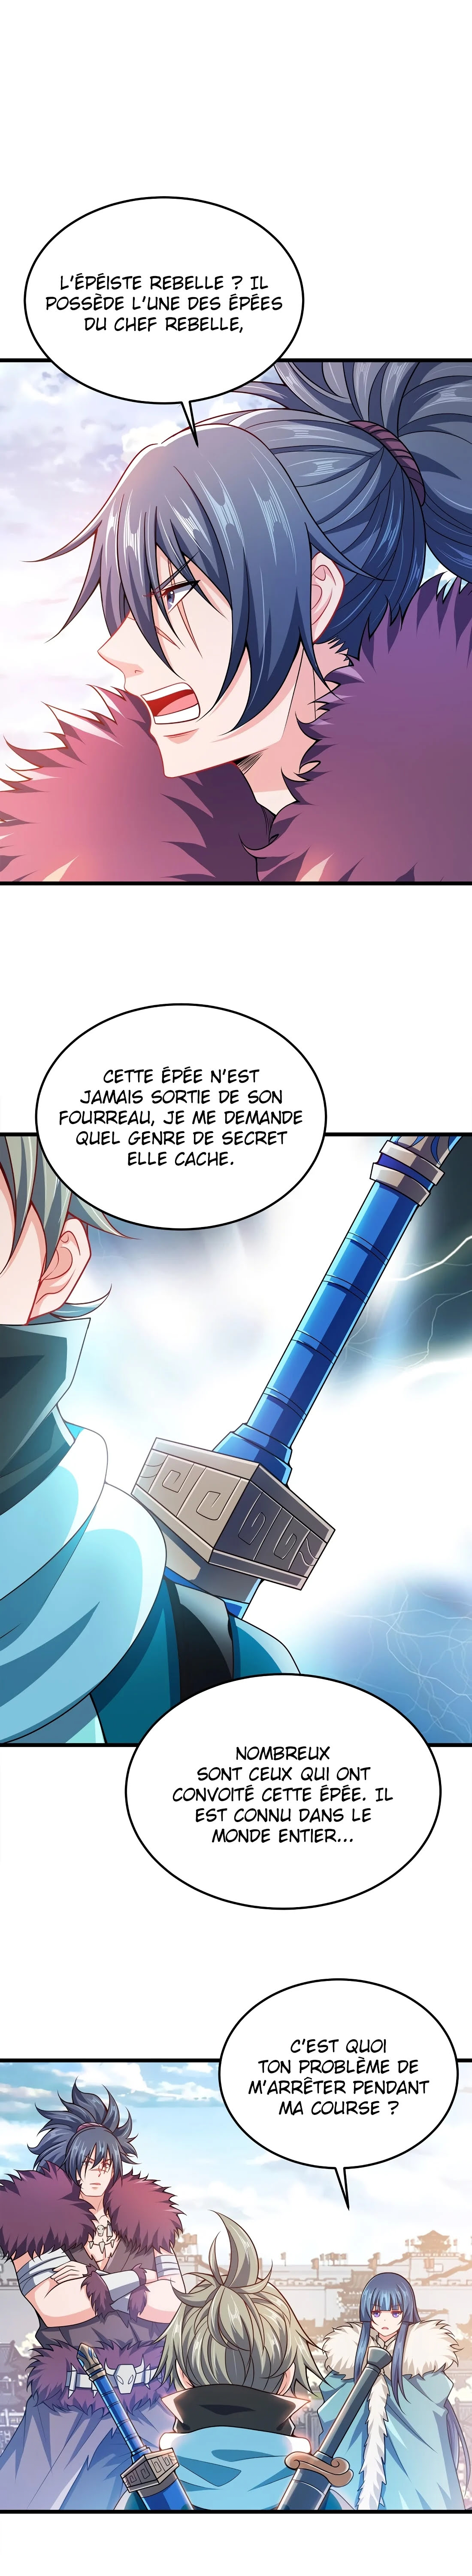 L'ÉPÉISTE REBELLE ? IL
POSSÈDE L'UNE DES ÉPÉES
DU CHEF REBELLE,
CETTE ÉPÉE N'EST
JAMAIS SORTIE DE SON
FOURREAU, JE ME DEMANDE
QUEL GENRE DE SECRET
ELLE CACHE.
NOMBREUX
SONT CEUX QUI ONT
CONVOITÉ CETTE ÉPÉE. IL
EST CONNU DANS LE
MONDE ENTIER...
C'EST QUOI
TON PROBLÈME DE
M'ARRÊTER PENDANT
MA COURSE ?